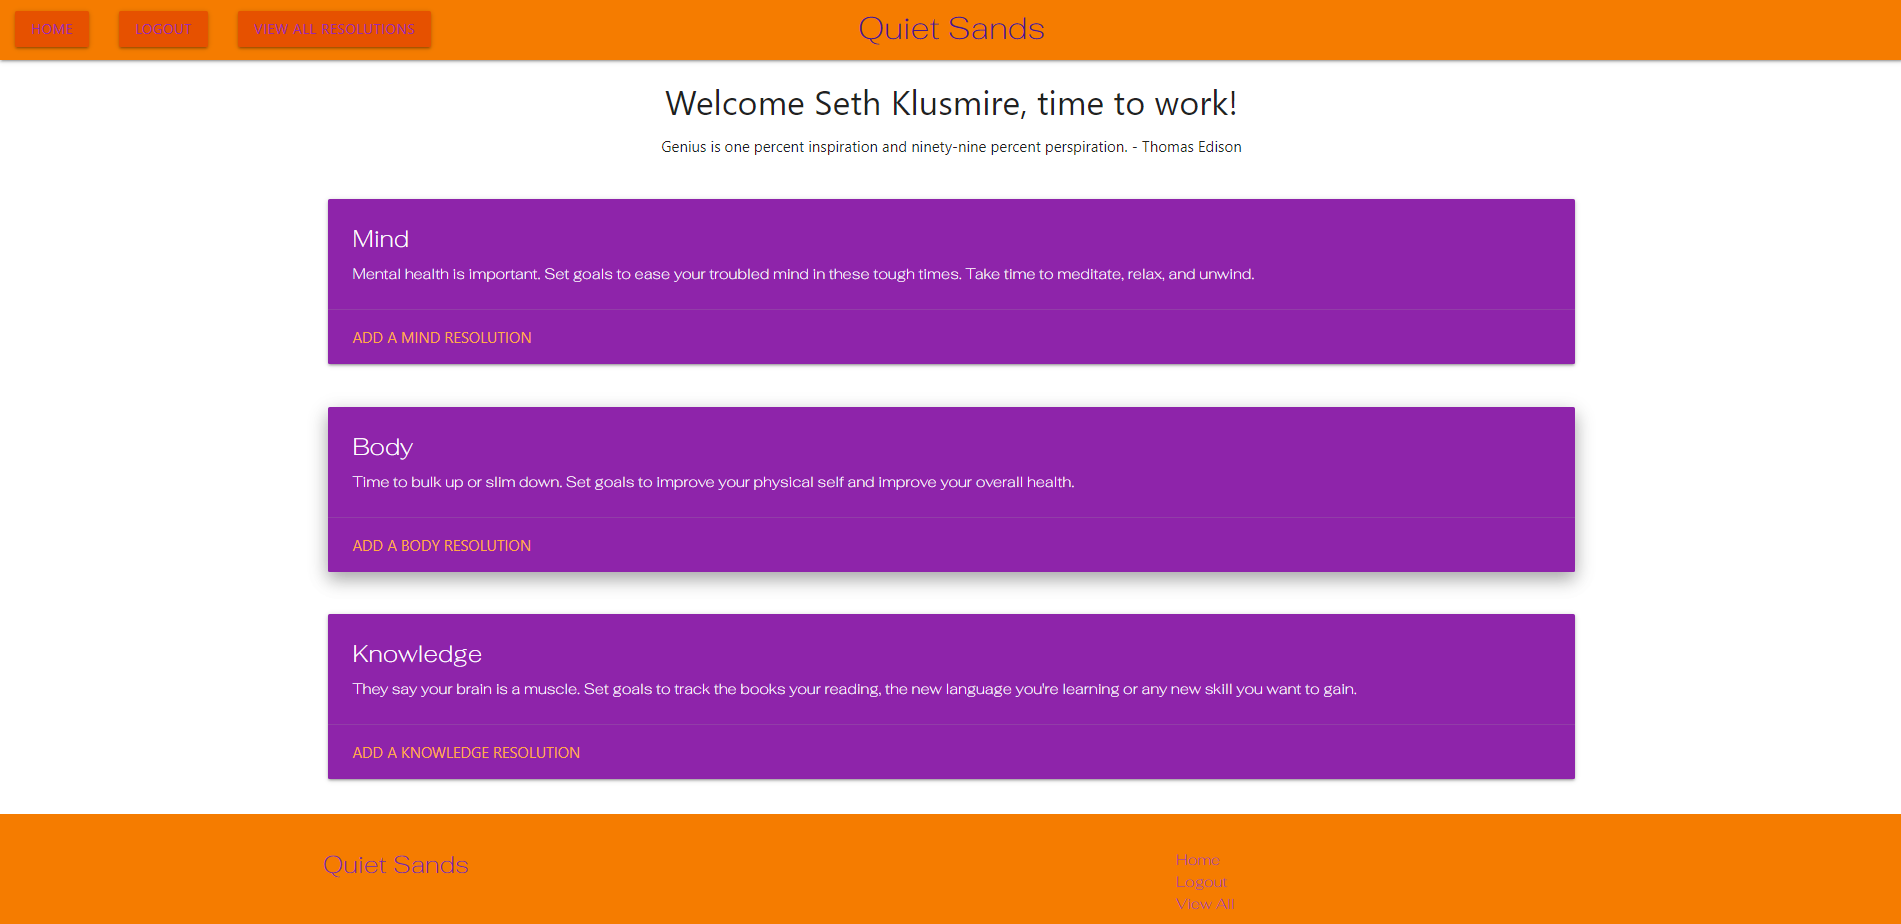 HOME
LOGOUT
VIEW ALL RESOLUTIONS
Quiet Sands
Welcome Seth Klusmire, time to work!
Genius is one percent inspiration and ninety-nine percent perspiration. - Thomas Edison
Mind
Mental health is important. Set goals to ease your troubled mind in these tough times. Take time to meditate, relax, and unwind.
ADD A MIND RESOLUTION
Body
Time to bulk up or slim down. Set goals to improve your physical self and improve your overall health.
ADD A BODY RESOLUTION
Knowledge
They say your brain is a muscle. Set goals to track the books your reading, the new language you're learning or any new skill you want to gain.
ADD A KNOWLEDGE RESOLUTION
Quiet Sands
Home
Logout
View All